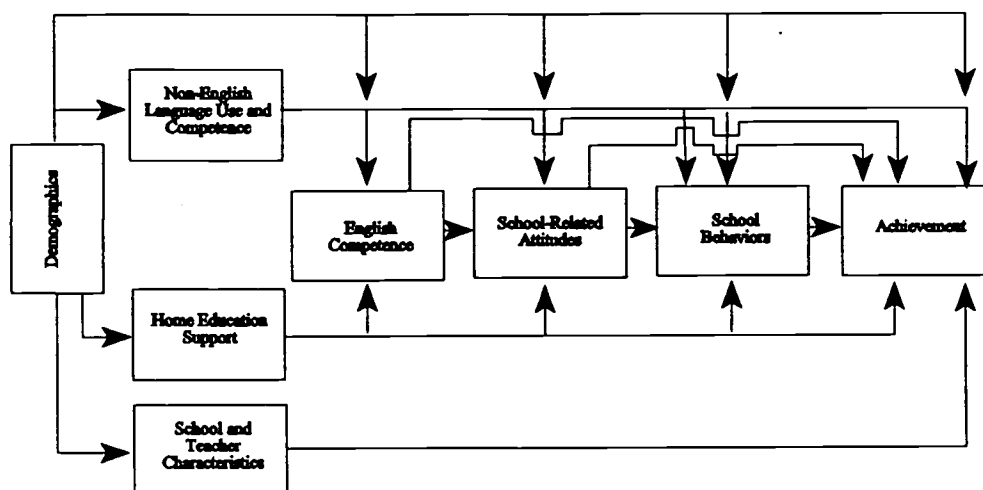 Non-English
Language Use and
Competence
Demographics
English
Competence
School-Related
Attitudes
School
Behaviors
Achievement
Home Education
Support
School and
Teacher
Characteristics